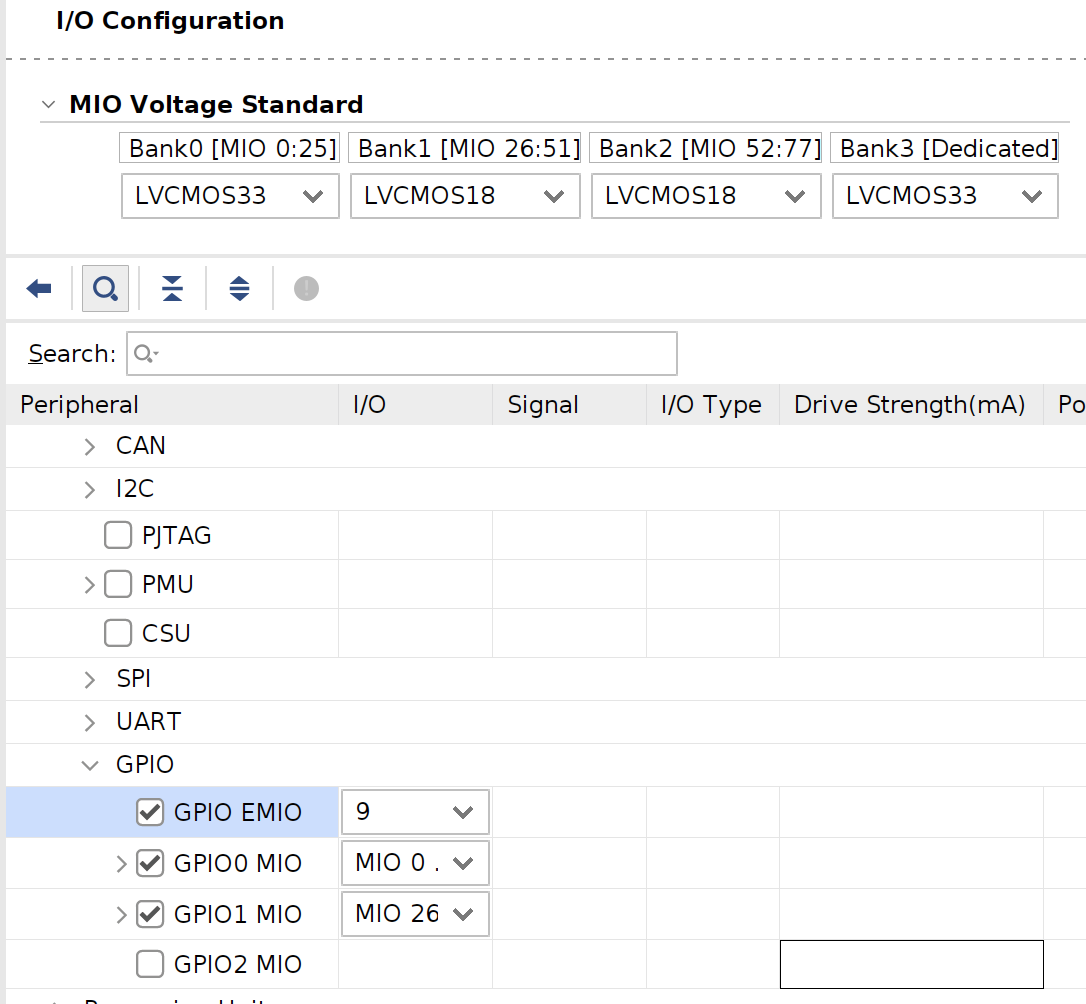 I/O Configuration
MIO Voltage Standard
Bank0 [MIO 0:25] Bank1 [MIO 26:51] Bank2 [MIO 52:77] Bank3 [Dedicated]
LVCMOS33 LVCMOS18 LVCMOS18 LVCMOS33
Search:
Peripheral I/O Signal I/O Type Drive Strength(mA) Po
CAN
I2C
PJTAG
PMU
CSU
SPI
UART
GPIO
GPIO EMIO 9
GPIO0 MIO MIO 0 .
GPIO1 MIO MIO 26
GPIO2 MIO